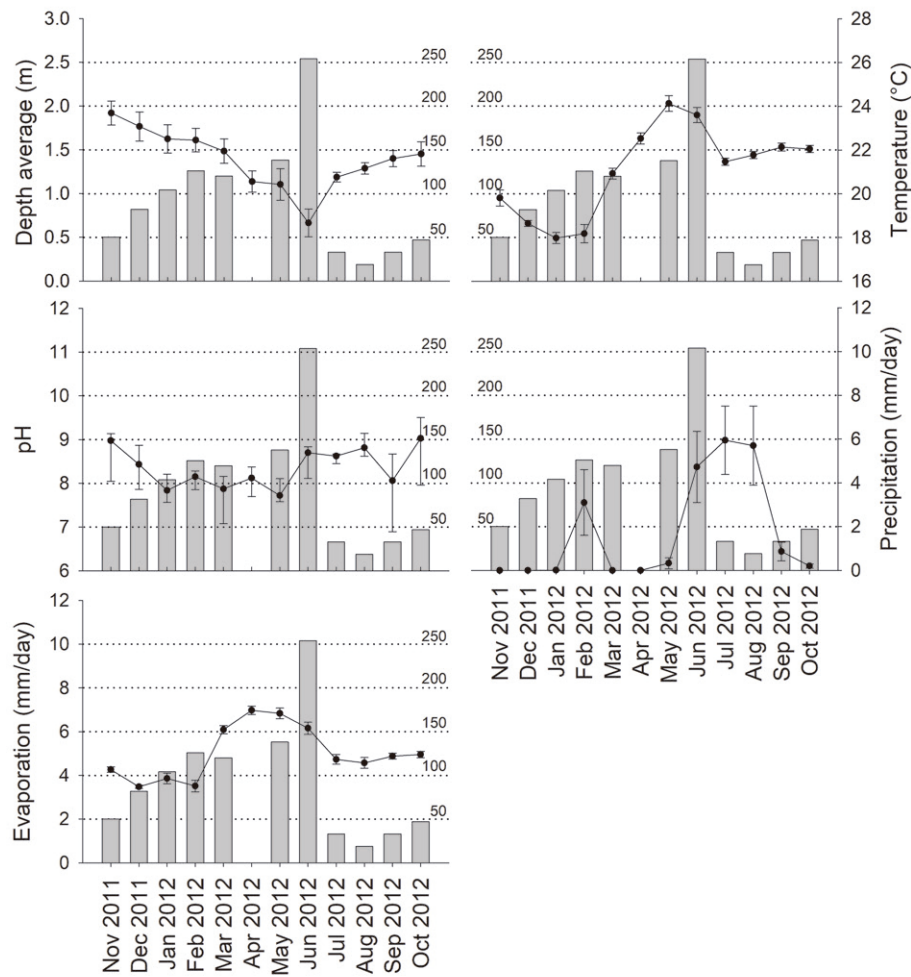 3.0
2.5
2.0
1.5
1.0
0.5
0.0
Depth average (m)
250
200
150
100
50
250
200
150
100
50
28
26
24
22
20
18
16
Temperature (°C)
12
11
10
9
8
7
6
pH
250
200
150
100
50
250
200
150
100
50
12
10
8
6
4
2
0
Precipitation (mm/day)
Nov 2011
Dec 2011
Jan 2012
Feb 2012
Mar 2012
Apr 2012
May 2012
Jun 2012
Jul 2012
Aug 2012
Sep 2012
Oct 2012
12
10
8
6
4
2
0
Evaporation (mm/day)
250
200
150
100
50
Nov 2011
Dec 2011
Jan 2012
Feb 2012
Mar 2012
Apr 2012
May 2012
Jun 2012
Jul 2012
Aug 2012
Sep 2012
Oct 2012